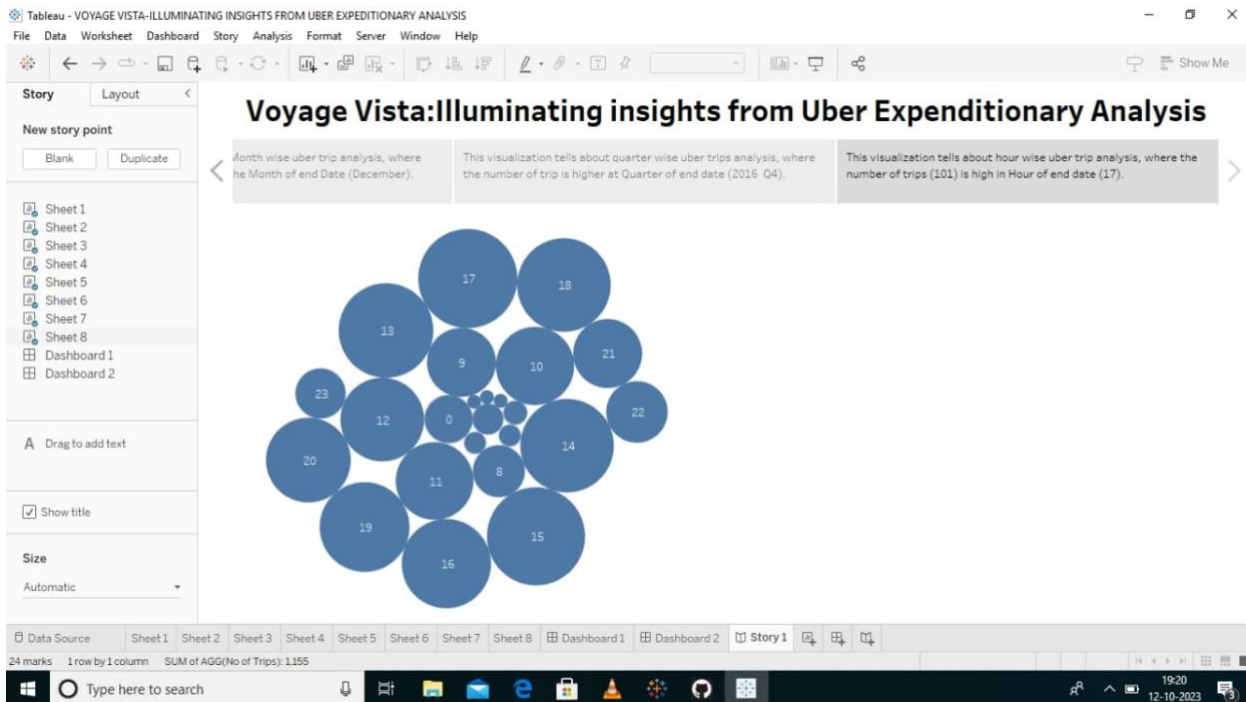 Tableau - VOYAGE VISTA-ILLUMINATING INSIGHTS FROM UBER EXPEDITIONARY ANALYSIS
File Data Worksheet Dashboard Story Analysis Format Server Window Help
Show Me
Story Layout
New story point
Blank Duplicate
Sheet 1
Sheet 2
Sheet 3
Sheet 4
Sheet 5
Sheet 6
Sheet 7
Sheet 8
Dashboard 1
Dashboard 2
A Drag to add text
Show title
Size
Automatic
Voyage Vista:Illuminating insights from Uber Expenditionary Analysis
Month wise uber trip analysis, where
he Month of end Date (December).
This visualization tells about quarter wise uber trips analysis, where
the number of trip is higher at Quarter of end date (2016 Q4).
This visualization tells about hour wise uber trip analysis, where the
number of trips (101) is high in Hour of end date (17).
17
18
13
9
10
21
23
12
0
22
14
20
11
8
19
15
16
Data Source Sheet 1 Sheet 2 Sheet 3 Sheet 4 Sheet 5 Sheet 6 Sheet 7 Sheet 8 Dashboard 1 Dashboard 2 Story 1
24 marks 1 row by 1 column SUM of AGG(No of Trips): 1,155
Type here to search
19:20
12-10-2023
3